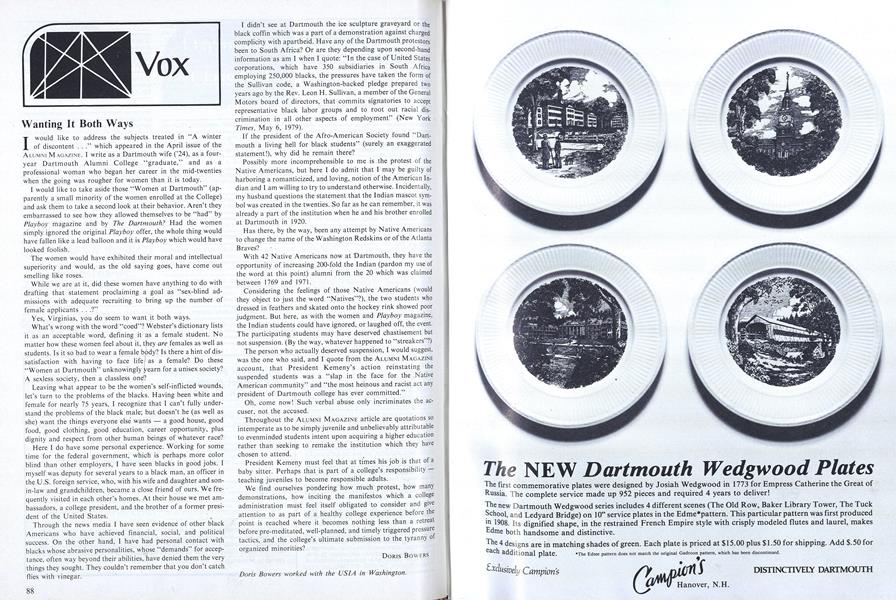 Vox
Wanting It Both Ways
I would like to address the subjects treated in "A winter
of discontent . . ." which appeared in the April issue of the
ALUMNI MAGAZINE. I write as a Dartmouth wife ('24), as a four-
year Dartmouth Alumni College "graduate," and as a
professional woman who began her career in the mid-twenties
when the going was rougher for women than it is today.
I would like to take aside those "Women at Dartmouth" (ap-
parently a small minority of the women enrolled at the College)
and ask them to take a second look at their behavior. Aren't they
embarrassed to see how they allowed themselves to be "had" by
Playboy magazine and by The Dartmouth? Had the women
simply ignored the original Playboy offer, the whole thing would
have fallen like a lead balloon and it is Playboy which would have
looked foolish.
The women would have exhibited their moral and intellectual
superiority and would, as the old saying goes, have come out
smelling like roses.
While we are at it, did these women have anything to do with
drafting that statement proclaiming a goal as "sex-blind ad-
missions with adequate recruiting to bring up the number of
female applicants . . .?"
Yes, Virginias, you do seem to want it both ways.
What's wrong with the word "coed"? Webster's dictionary lists
it as an acceptable word, defining it as a female student. No
matter how these women feel about it, they are females as well as
students. Is it so bad to wear a female body? Is there a hint of dis-
satisfaction with having to face life as a female? Do these
"Women at Dartmouth" unknowingly yearn for a unisex society?
A sexless society, then a classless one?
Leaving what appear to be the women's self-inflicted wounds,
let's turn to the problems of the blacks. Having been white and
female for nearly 75 years, I recognize that I can't fully under-
stand the problems of the black male; but doesn't he (as well as
she) want the things everyone else wants — a good house, good
food, good clothing, good education, career opportunity, plus
dignity and respect from other human beings of whatever race?
Here I do have some personal experience. Working for some
time for the federal government, which is perhaps more color
blind than other employers, I have seen blacks in good jobs. I
myself was deputy for several years to a black man, an officer in
the U.S. foreign service, who, with his wife and daughter and son-
in-law and grandchildren, became a close friend of ours. We fre-
quently visited in each other's homes. At their house we met am-
bassadors, a college president, and the brother of a former presi-
dent of the United States.
Through the news media I have seen evidence of other black
Americans who have achieved financial, social, and political
success. On the other hand, I have had personal contact with
blacks whose abrasive personalities, whose "demands" for accep-
tance, often way beyond their abilities, have denied them the very
things they sought. They couldn't remember that you don't catch
flies with vinegar.
88
I didn't see at Dartmouth the ice sculpture graveyard or the
black coffin which was a part of a demonstration against charged
complicity with apartheid. Have any of the Dartmouth protestors
been to South Africa? Or are they depending upon second-hand
information as am I when I quote: "In the case of United States
corporations, which have 350 subsidiaries in South Africa
employing 250,000 blacks, the pressures have taken the form of
the Sullivan code, a Washington-backed pledge prepared two
years ago by the Rev. Leon H. Sullivan, a member of the General
Motors board of directors, that commits signatories to accept
representative black labor groups and to root out racial dis-
crimination in all other aspects of employment" (New York
Times, May 6, 1979).
If the president of the Afro-American Society found "Dart-
mouth a living hell for black students" (surely an exaggerated
statement!), why did he remain there?
Possibly more incomprehensible to me is the protest of the
Native Americans, but here I do admit that I may be guilty of
harboring a romanticized, and loving, notion of the American In-
dian and I am willing to try to understand otherwise. Incidentally,
my husband questions the statement that the Indian mascot sym-
bol was created in the twenties. So far as he can remember, it was
already a part of the institution when he and his brother enrolled
at Dartmouth in 1920.
Has there, by the way, been any attempt by Native Americans
to change the name of the Washington Redskins or of the Atlanta
Braves?
With 42 Native Americans now at Dartmouth, they have the
opportunity of increasing 200-fold the Indian (pardon my use of
the word at this point) alumni from the 20 which was claimed
between 1769 and 1971.
Considering the feelings of those Native Americans (would
they object to just the word "Natives"?), the two students who
dressed in feathers and skated onto the hockey rink showed poor
judgment. But here, as with the women and Playboy magazine,
the Indian students could have ignored, or laughed off, the event.
The participating students may have deserved chastisement but
not suspension. (By the way, whatever happened to "streakers"?)
The person who actually deserved suspension, I would suggest,
was the one who said, and I quote from the ALUMNI MAGAZINE
account, that President Kemeny's action reinstating the
suspended students was a "slap in the face for the Native
American community" and "the most heinous and racist act any
president of Dartmouth college has ever committed."
Oh, come now! Such verbal abuse only incriminates the ac-
cuser, not the accused.
Throughout the ALUMNI MAGAZINE article are quotations so
intemperate as to be simply juvenile and unbelievably attributable
to evenminded students intent upon acquiring a higher education
rather than seeking to remake the institution which they have
chosen to attend.
President Kemeny must feel that at times his job is that of a
baby sitter. Perhaps that is part of a college's responsibility —
teaching juveniles to become responsible adults.
We find ourselves pondering how much protest, how many
demonstrations, how inciting the manifestos which a college
administration must feel itself obligated to consider and give
attention to as part of a healthy college experience before the
point is reached where it becomes nothing less than a retreat
before pre-meditated, well-planned, and timely triggered pressure
tactics, and the college's ultimate submission to the tyranny of
organized minorities?
DORIS BOWERS
Doris Bowers worked with the USIA in Washington.
The NEW Dartmouth Wedgwood Plates
The first commemorative plates were designed by Josiah Wedgwood in 1773 for Empress Catherine the Great of
Russia. The complete service made up 952 pieces and required 4 years to deliver!
The new Dartmouth Wedgwood series includes 4 different scenes (The Old Row, Baker Library Tower, The Tuck
School, and Ledyard Bridge) on 10" service plates in the Edme*pattern. This particular pattern was first produced
in 1908. Its dignified shape, in the restrained French Empire style with crisply modeled flutes and laurel, makes
Edme both handsome and distinctive.
The 4 designs are in matching shades of green. Each plate is priced at $15.00 plus $1.50 for shipping. Add $.50 for
each additional plate.
*The Edme pattern does not match the original Gadroon pattern, which has been discontinued.
Exclusively Campion's
Campion's
Hanover, N.H.
DISTINCTIVELY DARTMOUTH